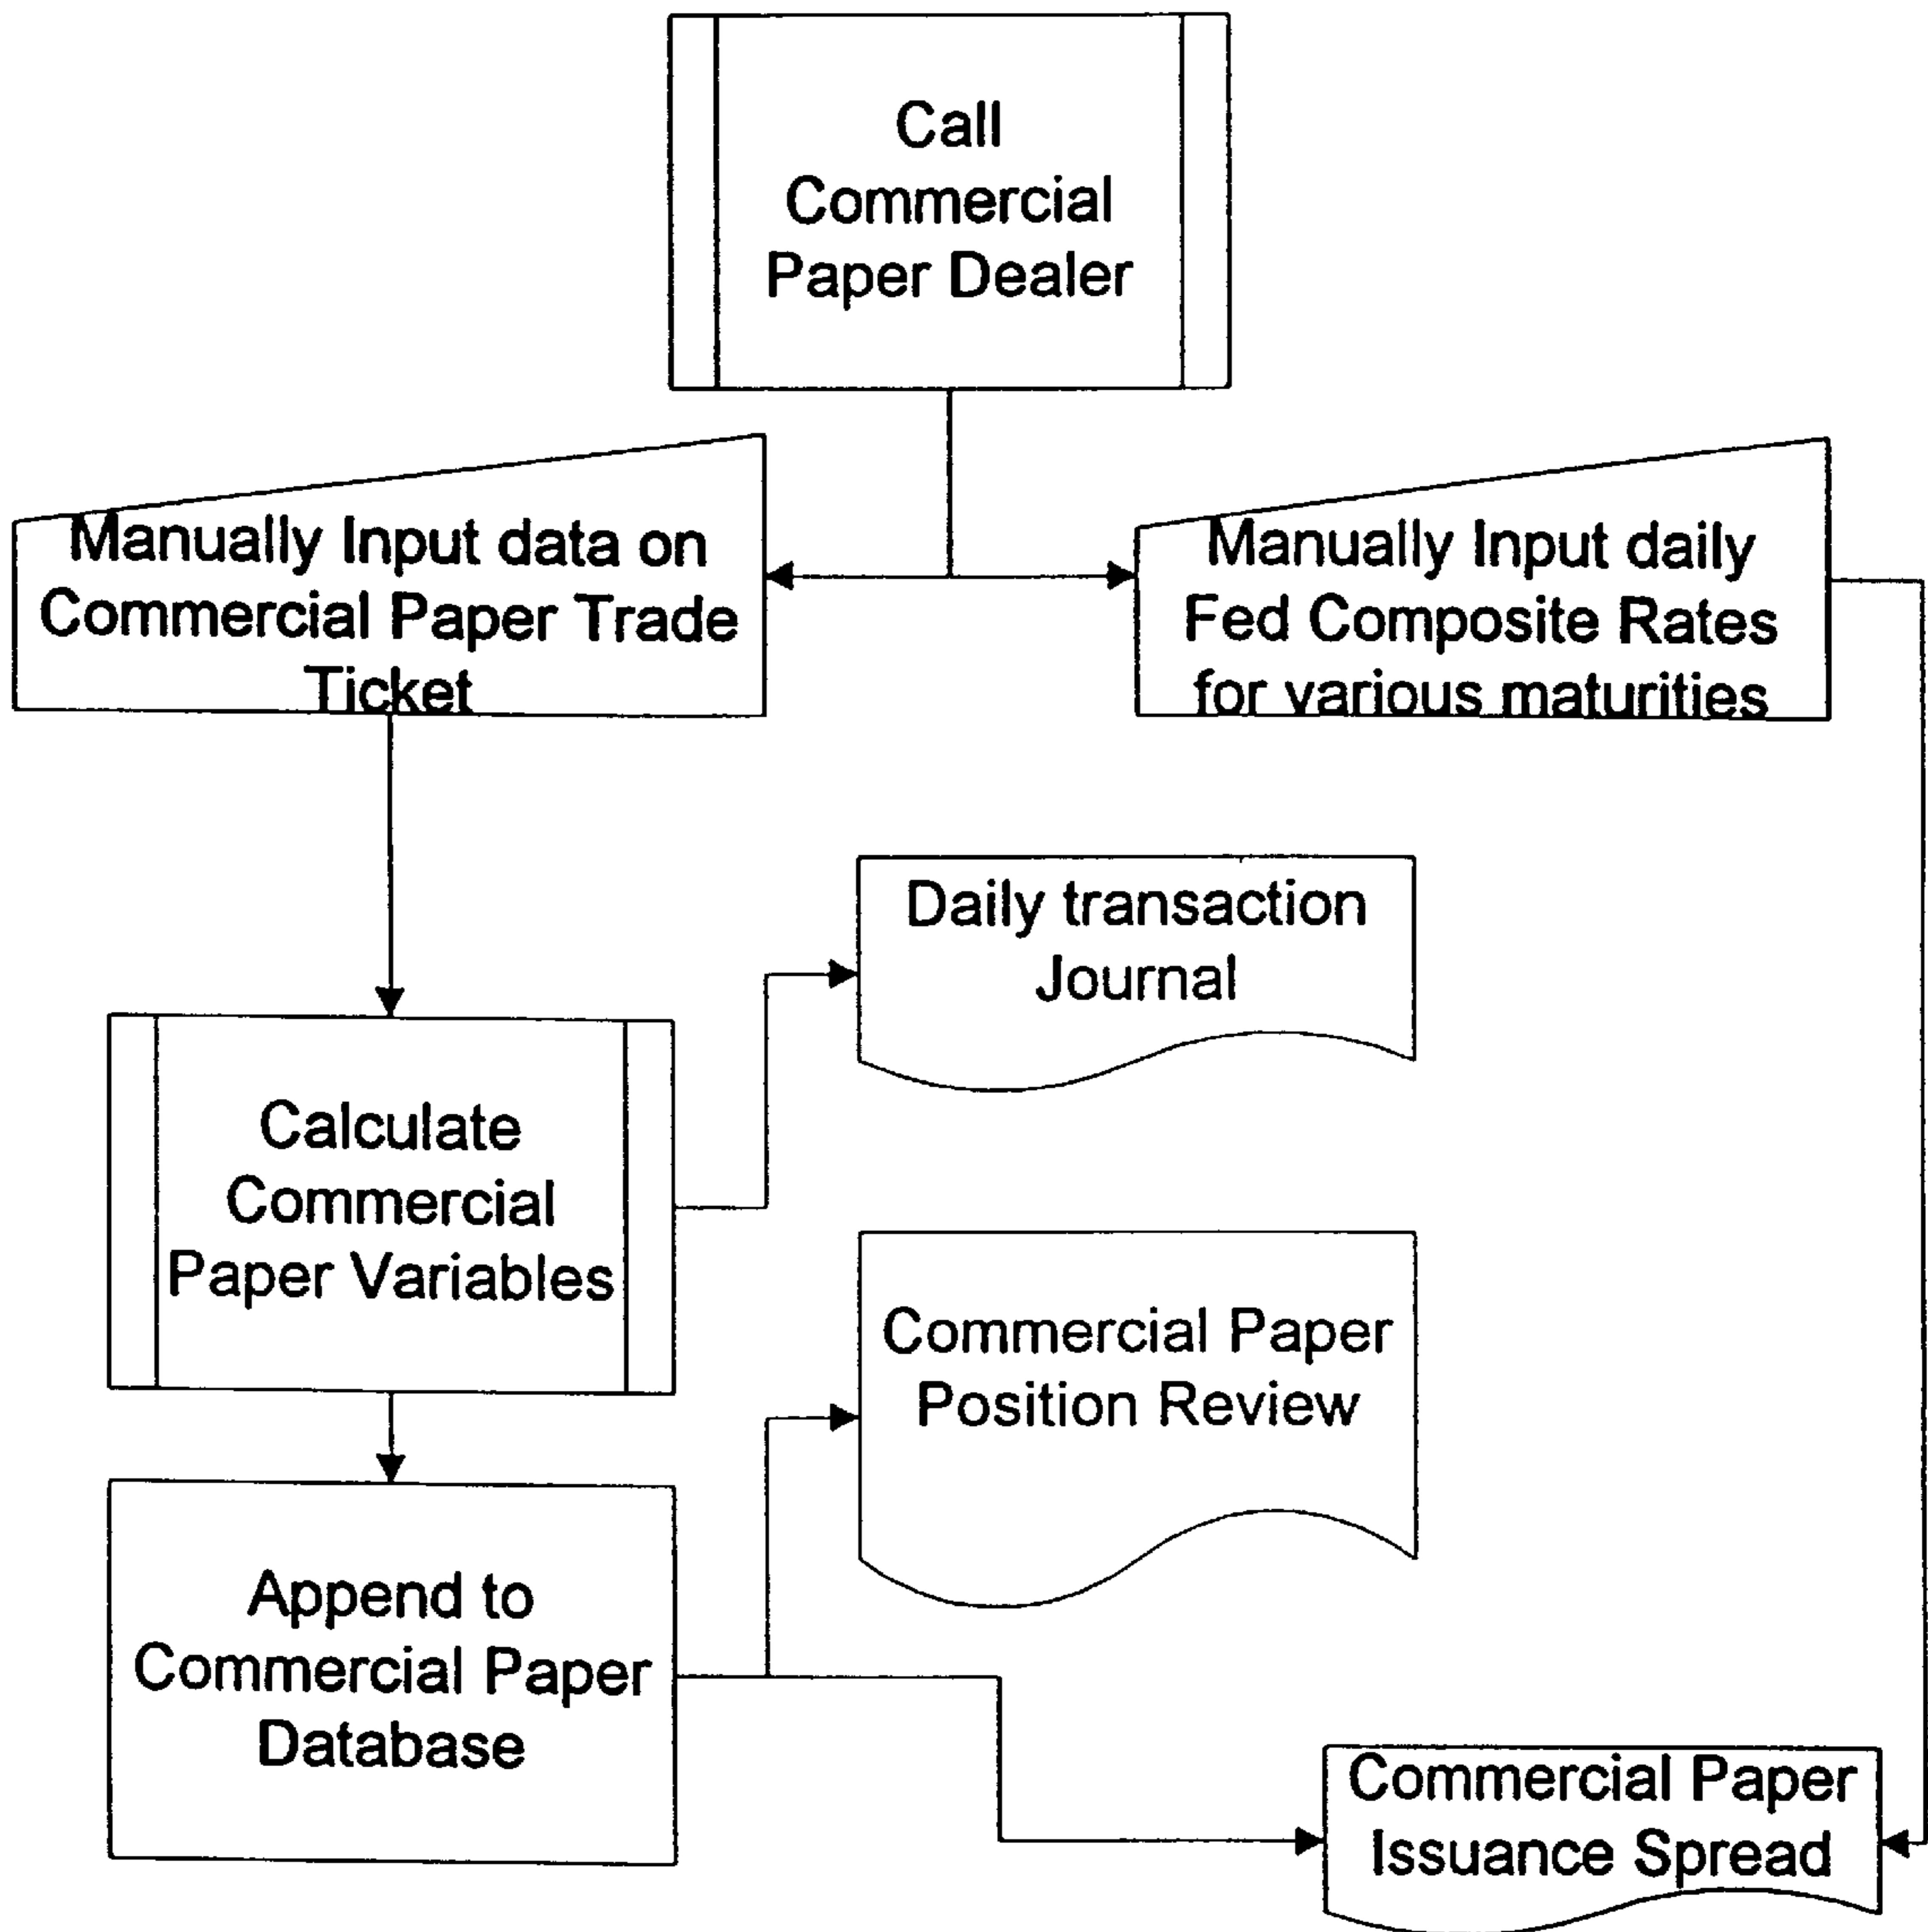 Call
Commercial
Paper Dealer
Manually Input data on
Commercial Paper Trade
Ticket
Manually Input daily
Fed Composite Rates
for various maturities
Daily transaction
Journal
Calculate
Commercial
Paper Variables
Commercial Paper
Position Review
Append to
Commercial Paper
Database
Commercial Paper
Issuance Spread